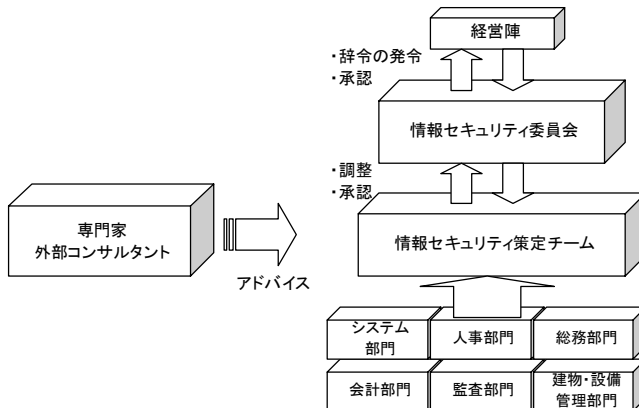 経営陣
・辞令の発令
・承認
情報セキュリティ委員会
・調整
・承認
専門家
外部コンサルタント
アドバイス
情報セキュリティ策定チーム
システム
部門
人事部門
総務部門
会計部門
監査部門
建物・設備
管理部門